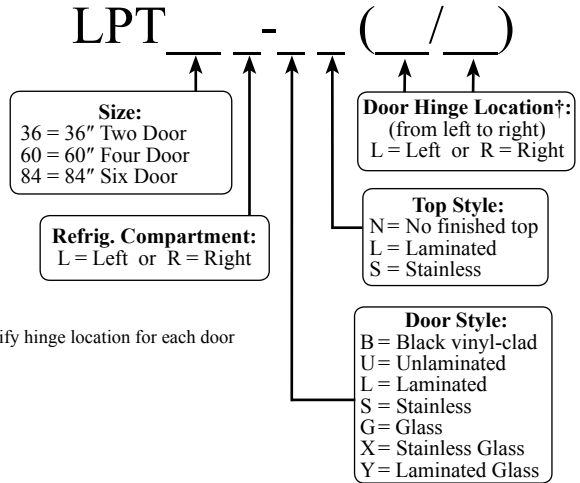 LPT__ _-_ _ (__/__)
Size:
36 = 36″ Two Door
60 = 60″ Four Door
84 = 84″ Six Door
Door Hinge Location†:
(from left to right)
L = Left or R = Right
Refrig. Compartment:
L = Left or R = Right
Top Style:
N = No finished top
L = Laminated
S = Stainless
ify hinge location for each door
Door Style:
B = Black vinyl-clad
U = Unlaminated
L = Laminated
S = Stainless
G = Glass
X = Stainless Glass
Y = Laminated Glass